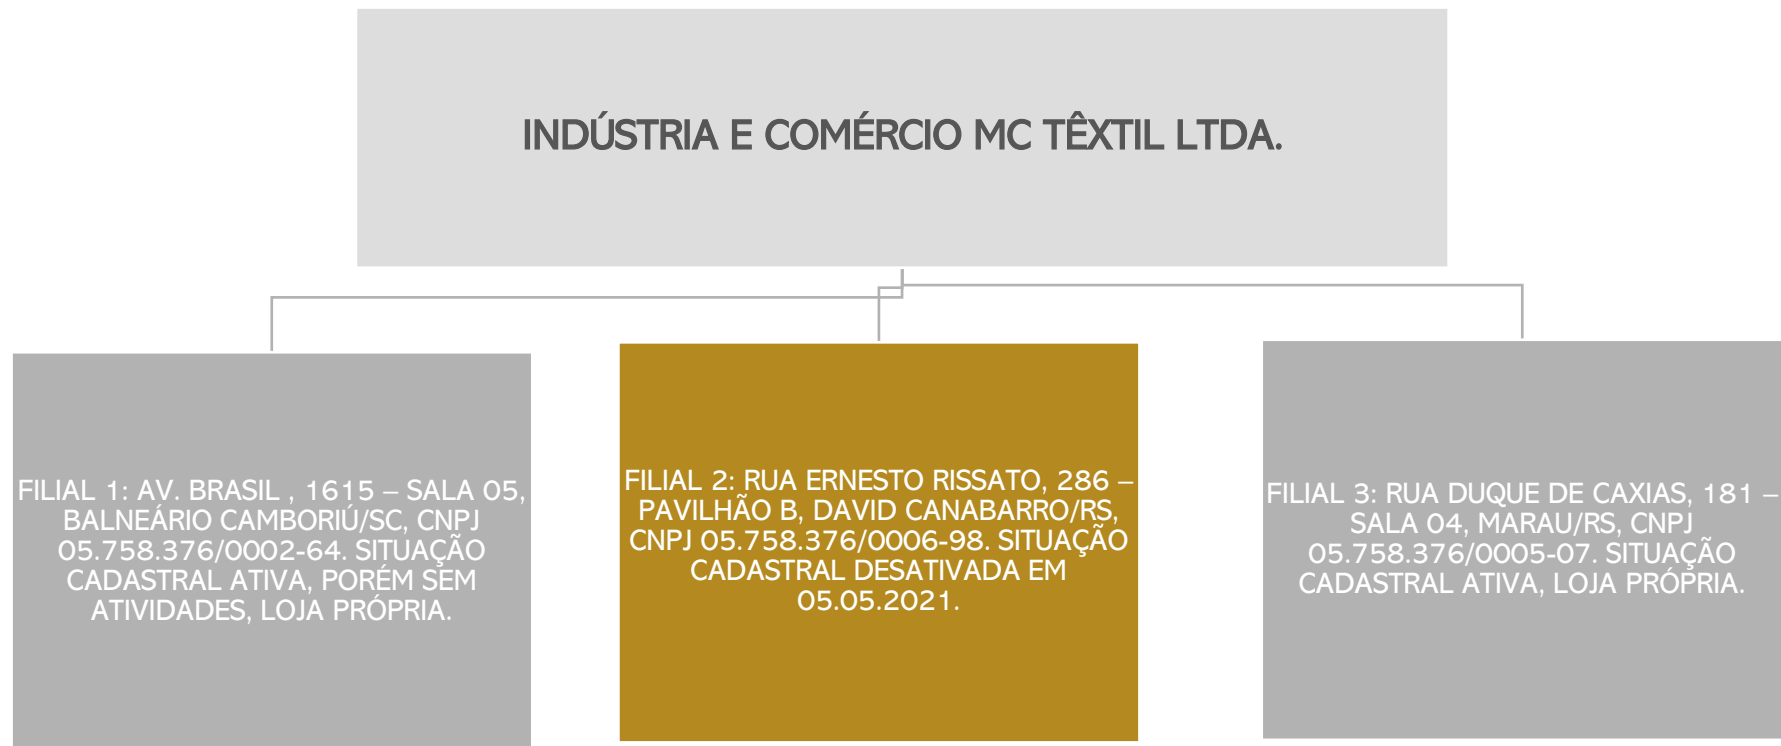 INDÚSTRIA E COMÉRCIO MC TÊXTIL LTDA.
FILIAL 1: AV. BRASIL , 1615 – SALA 05,
BALNEÁRIO CAMBORIÚ/SC, CNPJ
05.758.376/0002-64. SITUAÇÃO
CADASTRAL ATIVA, PORÉM SEM
ATIVIDADES, LOJA PRÓPRIA.
FILIAL 2: RUA ERNESTO RISSATO, 286 –
PAVILHÃO B, DAVID CANABARRO/RS,
CNPJ 05.758.376/0006-98. SITUAÇÃO
CADASTRAL DESATIVADA EM
05.05.2021.
FILIAL 3: RUA DUQUE DE CAXIAS, 181 –
SALA 04, MARAU/RS, CNPJ
05.758.376/0005-07. SITUAÇÃO
CADASTRAL ATIVA, LOJA PRÓPRIA.